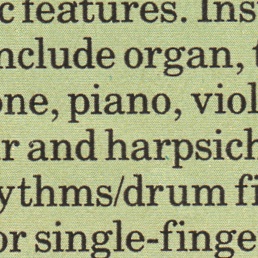 c features. Ins
nclude organ, t
one, piano, viol
r and harpsich
ythms/drum fi
or single-finge